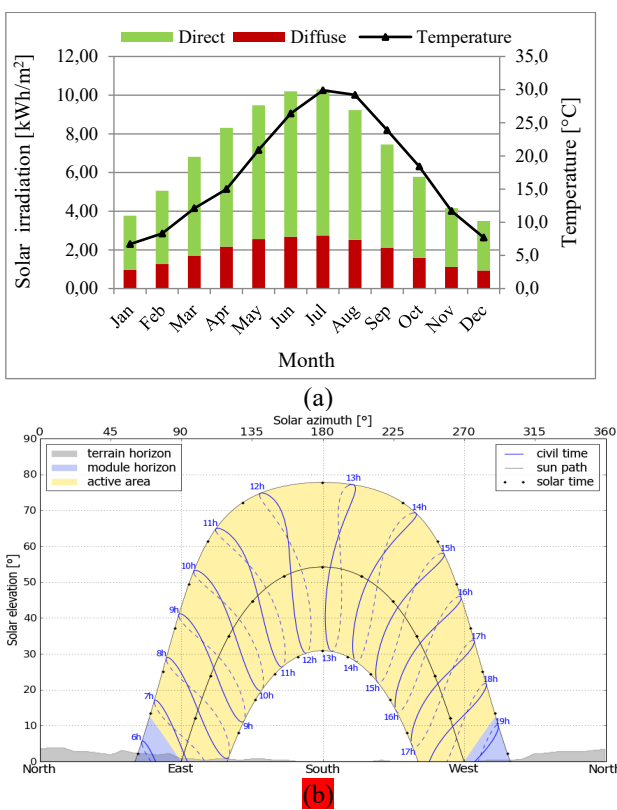 Direct Diffuse Temperature
12,00 35,0
10,00 30,0
8,00 25,0
6,00 20,0
4,00 15,0
2,00 10,0
0,00 5,0
0,0
Solar irradiation [kWh/m²]
Temperature [°C]
Jan Feb Mar Apr May Jun Jul Aug Sep Oct Nov Dec
Month
(a)
Solar azimuth [°]
0 45 90 135 180 225 270 315 360
90
80
70
60
50
40
30
20
10
0
Solar elevation [°]
terrain horizon
module horizon
active area
civil time
sun path
solar time
12h 13h
11h 14h
10h 15h
9h 16h
8h 17h
7h 18h
6h 19h
12h 13h
11h 14h
10h 15h
9h 16h
17h
North East South West North
(b)